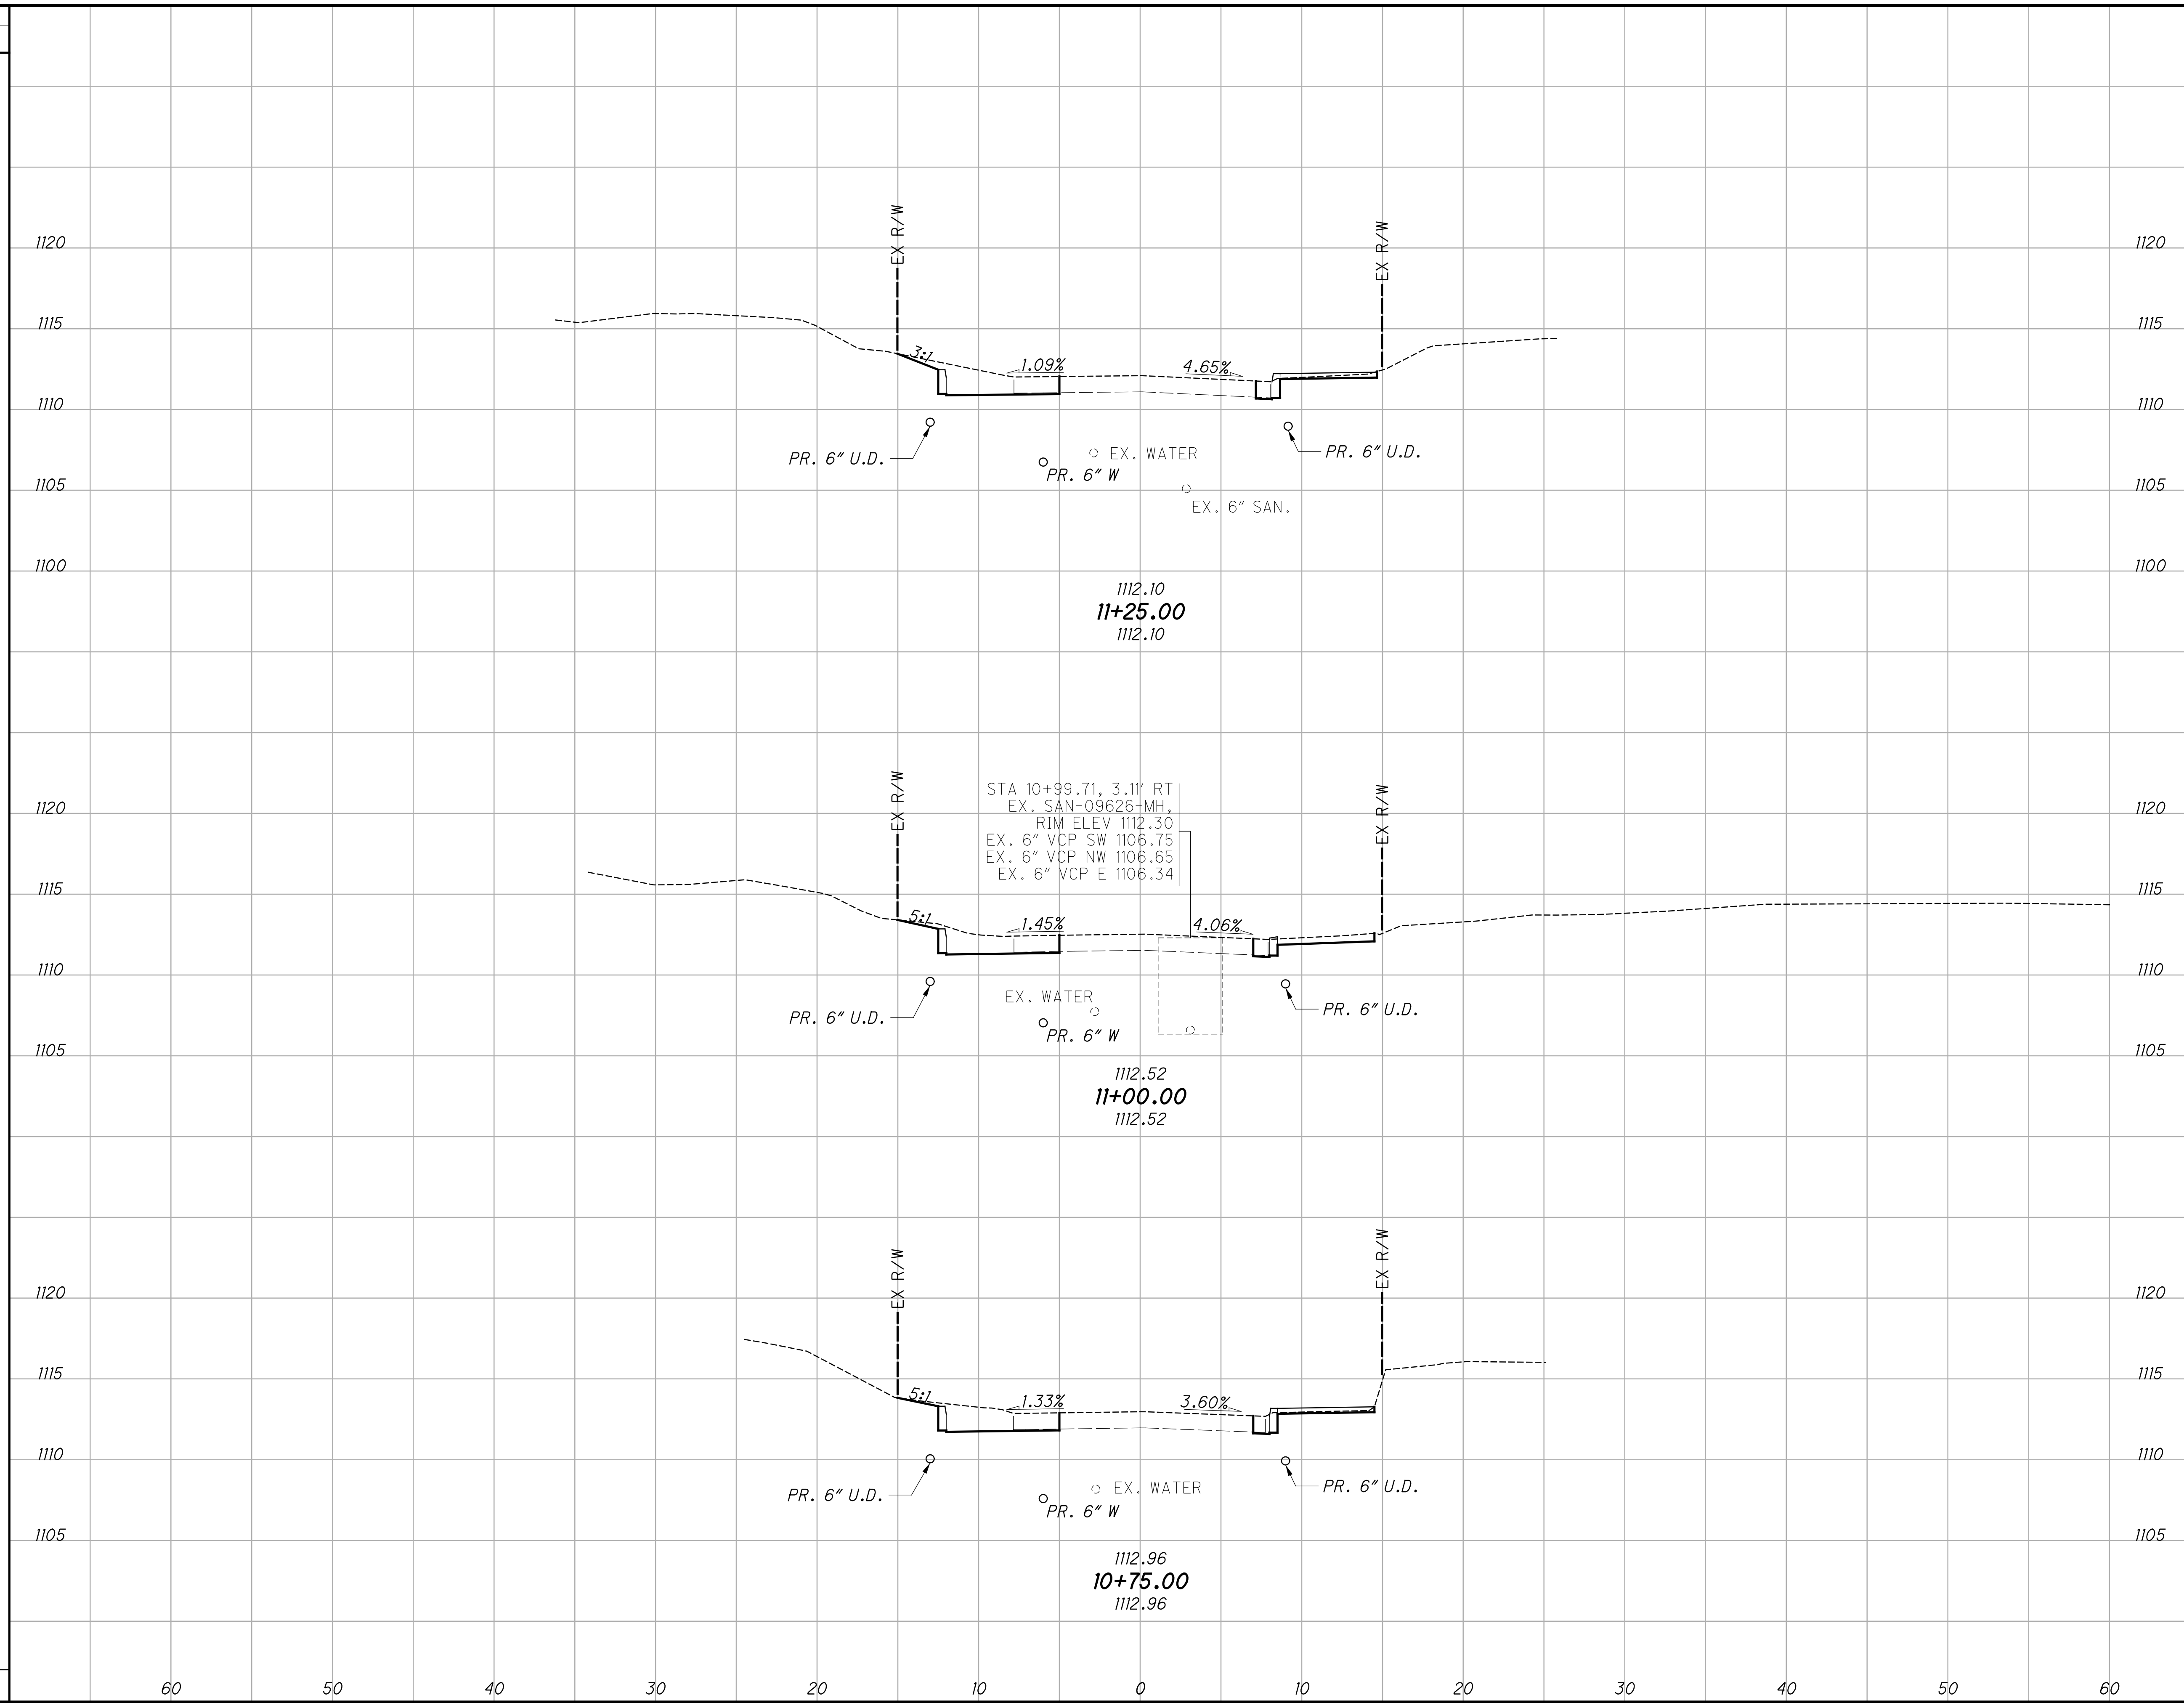 EX R/W
EX R/W
1120
1120
1115
1115
3:1
1.09%
4.65%
1110
1110
PR. 6" U.D.
EX. WATER
PR. 6" U.D.
PR. 6" W
1105
1105
EX. 6" SAN.
1100
1100
1112.10
11+25.00
1112.10
EX R/W
EX R/W
STA 10+99.71, 3.11' RT
EX. SAN-09626-MH,
RIM ELEV 1112.30
EX. 6" VCP SW 1106.75
EX. 6" VCP NW 1106.65
EX. 6" VCP E 1106.34
1120
1120
1115
1115
5:1
1.45%
4.06%
1110
1110
EX. WATER
PR. 6" U.D.
PR. 6" U.D.
PR. 6" W
1105
1105
1112.52
11+00.00
1112.52
EX R/W
EX R/W
1120
1120
1115
1115
5:1
1.33%
3.60%
1110
1110
PR. 6" U.D.
EX. WATER
PR. 6" U.D.
PR. 6" W
1105
1105
1112.96
10+75.00
1112.96
60 50 40 30 20 10 0 10 20 30 40 50 60